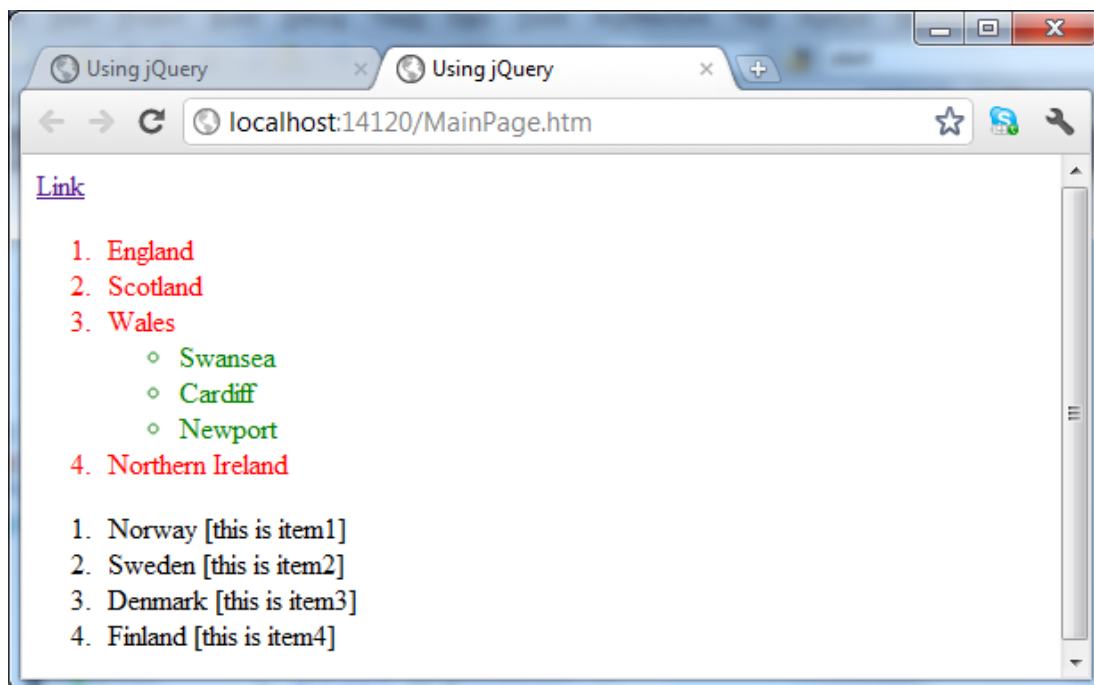 Using jQuery
Using jQuery
localhost:14120/MainPage.htm
Link
1. England
2. Scotland
3. Wales
Swansea
Cardiff
Newport
4. Northern Ireland
1. Norway [this is item1]
2. Sweden [this is item2]
3. Denmark [this is item3]
4. Finland [this is item4]